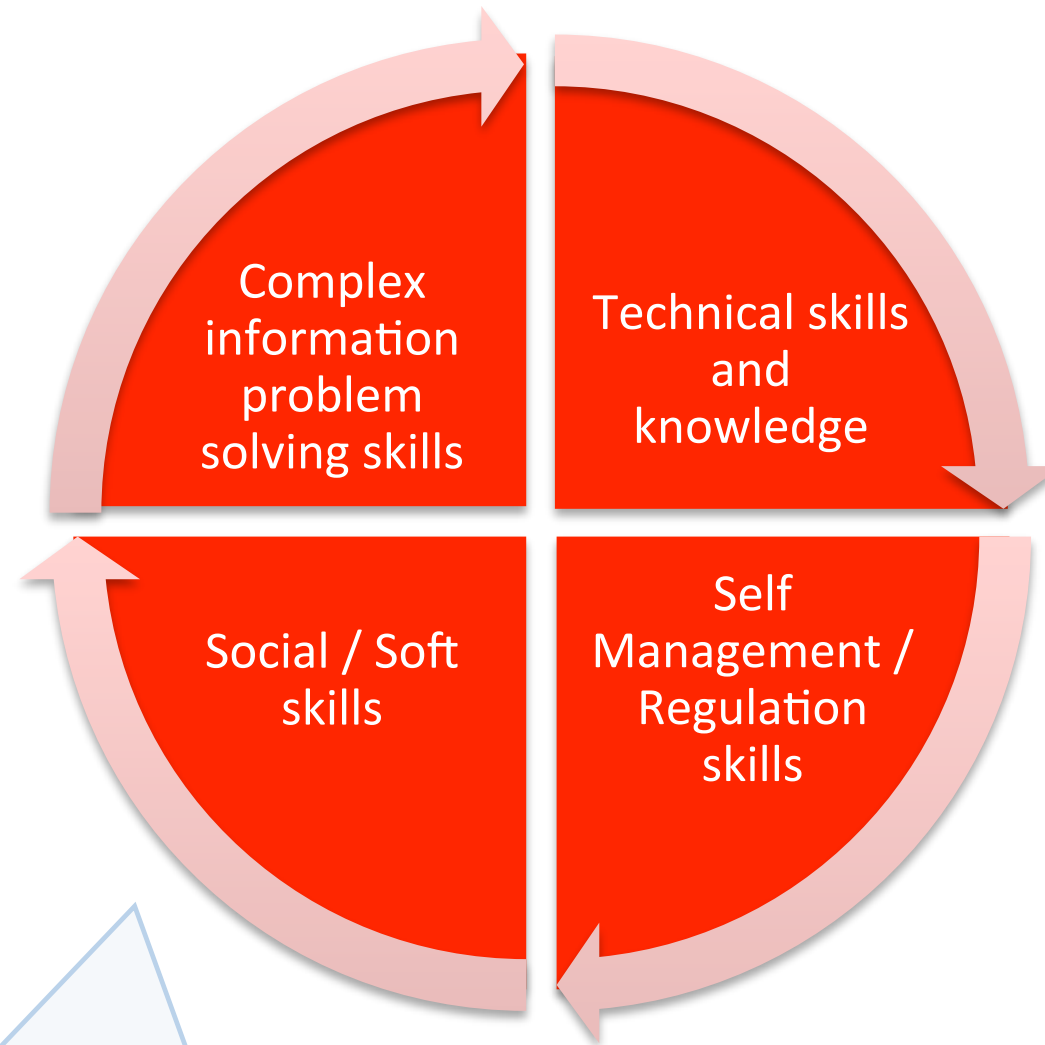 Complex
information
problem
solving skills
Technical skills
and
knowledge
Social / Soft
skills
Self
Management /
Regulation
skills